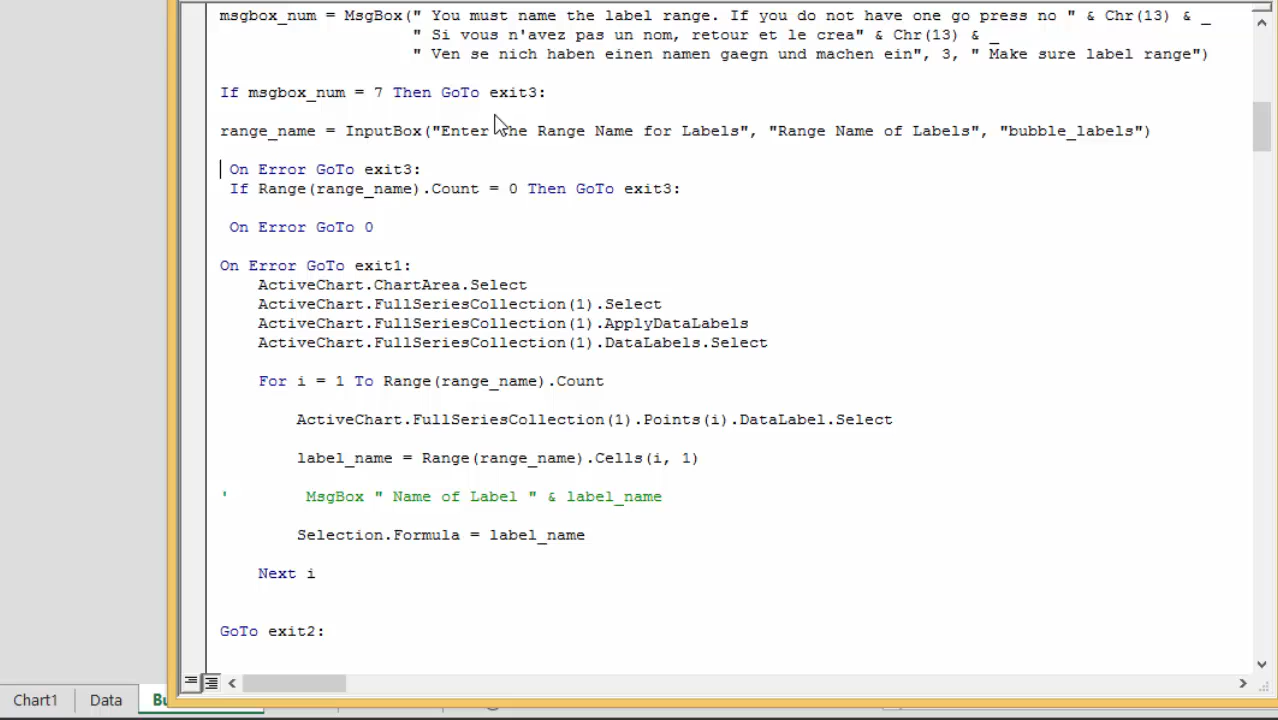 msgbox_num = MsgBox(" You must name the label range. If you do not have one go press no " & Chr(13) & _
" Si vous n'avez pas un nom, retour et le crea" & Chr(13) & _
" Ven se nich haben einen namen gaegn und machen ein", 3, " Make sure label range")
If msgbox_num = 7 Then GoTo exit3:
range_name = InputBox("Enter the Range Name for Labels", "Range Name of Labels", "bubble_labels")
On Error GoTo exit3:
If Range(range_name).Count = 0 Then GoTo exit3:
On Error GoTo 0
On Error GoTo exit1:
ActiveChart.ChartArea.Select
ActiveChart.FullSeriesCollection(1).Select
ActiveChart.FullSeriesCollection(1).ApplyDataLabels
ActiveChart.FullSeriesCollection(1).DataLabels.Select
For i = 1 To Range(range_name).Count
ActiveChart.FullSeriesCollection(1).Points(i).DataLabel.Select
label_name = Range(range_name).Cells(i, 1)
' MsgBox " Name of Label " & label_name
Selection.Formula = label_name
Next i
GoTo exit2:
Chart1 Data